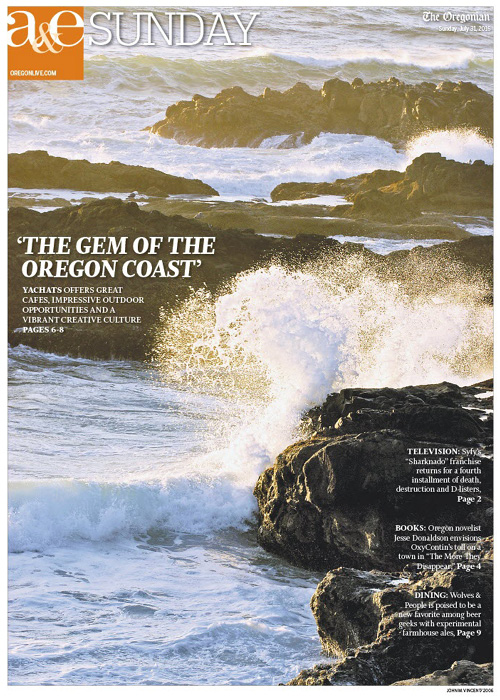 a&e SUNDAY
The Oregonian
Sunday, July 31, 2016
OREGONLIVE.COM
‘THE GEM OF THE
OREGON COAST’
YACHATS OFFERS GREAT
CAFES, IMPRESSIVE OUTDOOR
OPPORTUNITIES AND A
VIBRANT CREATIVE CULTURE
PAGES 6-8
TELEVISION: Syfy's
"Sharknado" franchise
returns for a fourth
installment of death,
destruction and D-listers,
Page 2
BOOKS: Oregon novelist
Jesse Donaldson envisions
OxyContin's toll on a
town in "The More They
Disappear," Page 4
DINING: Wolves &
People is poised to be a
new favorite among beer
geeks with experimental
farmhouse ales, Page 9
JOHN M. VINCENT/2006